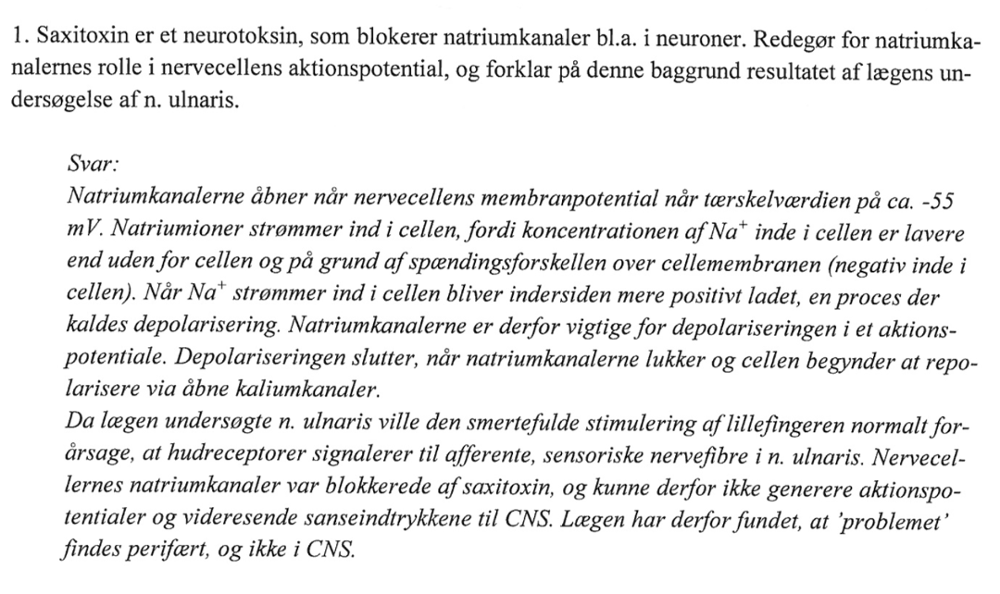 1. Saxitoxin er et neurotoksin, som blokerer natriumkanaler bl.a. i neuroner. Redegør for natriumka-
nalernes rolle i nervecellens aktionspotential, og forklar på denne baggrund resultatet af lægens un-
dersøgelse af n. ulnaris.
Svar:
Natriumkanalerne åbner når nervecellens membranpotential når tærskelværdien på ca. -55
mV. Natriumioner strømmer ind i cellen, fordi koncentrationen af Na⁺ inde i cellen er lavere
end uden for cellen og på grund af spændingsforskellen over cellemembranen (negativ inde i
cellen). Når Na⁺ strømmer ind i cellen bliver indersiden mere positivt ladet, en proces der
kaldes depolarisering. Natriumkanalerne er derfor vigtige for depolariseringen i et aktions-
potentiale. Depolariseringen slutter, når natriumkanalerne lukker og cellen begynder at repo-
larisere via åbne kaliumkanaler.
Da lægen undersøgte n. ulnaris ville den smertefulde stimulering af lillefingeren normalt for-
årsage, at hudreceptorer signalerer til afferente, sensoriske nervefibre i n. ulnaris. Nervecel-
lernes natriumkanaler var blokkerede af saxitoxin, og kunne derfor ikke generere aktionspo-
tentialer og videresende sanseindtrykkene til CNS. Lægen har derfor fundet, at 'problemet'
findes perifært, og ikke i CNS.